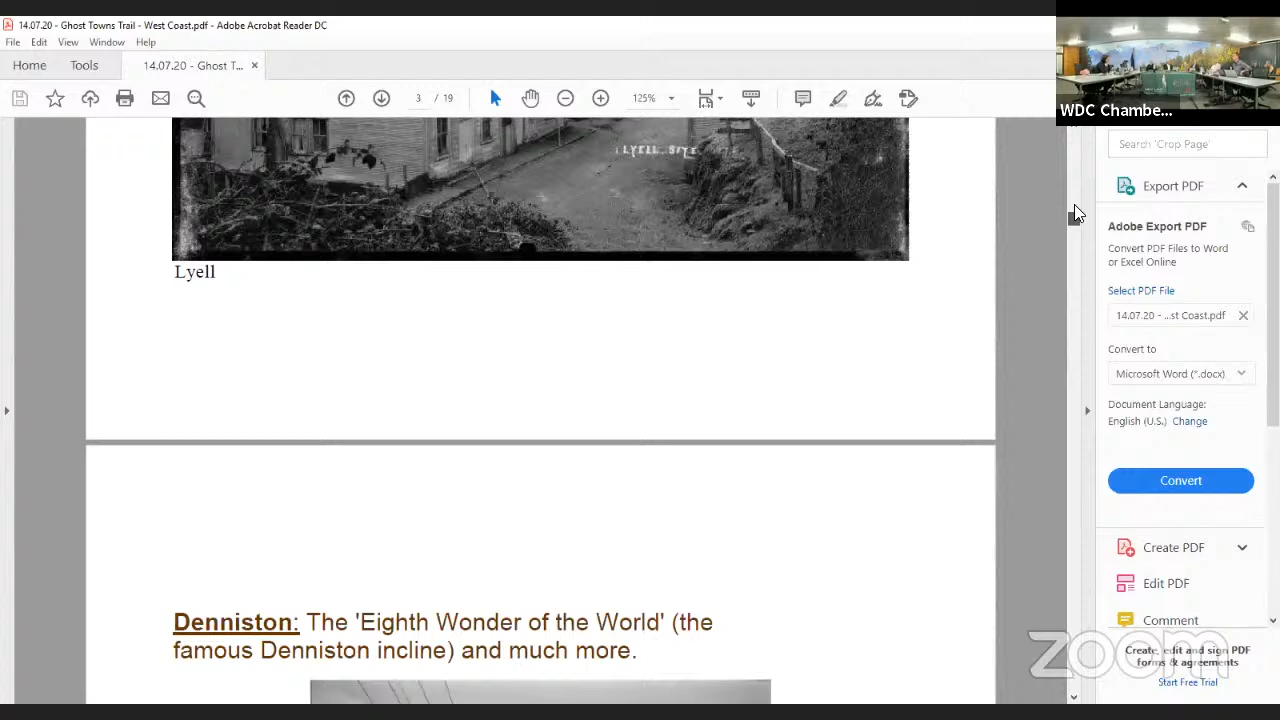 14.07.20 - Ghost Towns Trail - West Coast.pdf - Adobe Acrobat Reader DC
File Edit View Window Help
Home Tools 14.07.20 - Ghost T... ×
3 / 19 125%
WDC Chambe...
Search 'Crop Page'
Export PDF
Adobe Export PDF
Convert PDF Files to Word
or Excel Online
Select PDF File
14.07.20 - ...st Coast.pdf
Convert to
Microsoft Word (*.docx)
Document Language:
English (U.S.) Change
Convert
Create PDF
Edit PDF
Comment
Create, edit and sign PDF
forms & agreements
Start Free Trial
zoom
LYELL. SITE
Lyell
Denniston: The 'Eighth Wonder of the World' (the
famous Denniston incline) and much more.